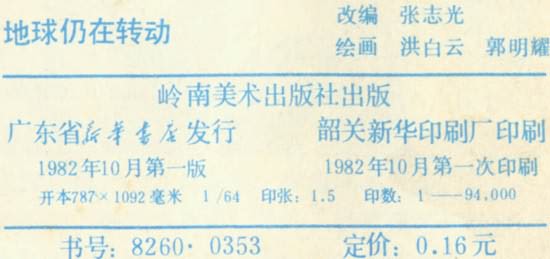 地球仍在转动
改编 张志光
绘画 洪白云 郭明耀
岭南美术出版社出版
广东省新华书店发行 韶关新华印刷厂印刷
1982年10月第一版 1982年10月第一次印刷
开本787×1092毫米 1/64 印张：1.5 印数：1——94,000
书号：8260·0353 定价：0.16元